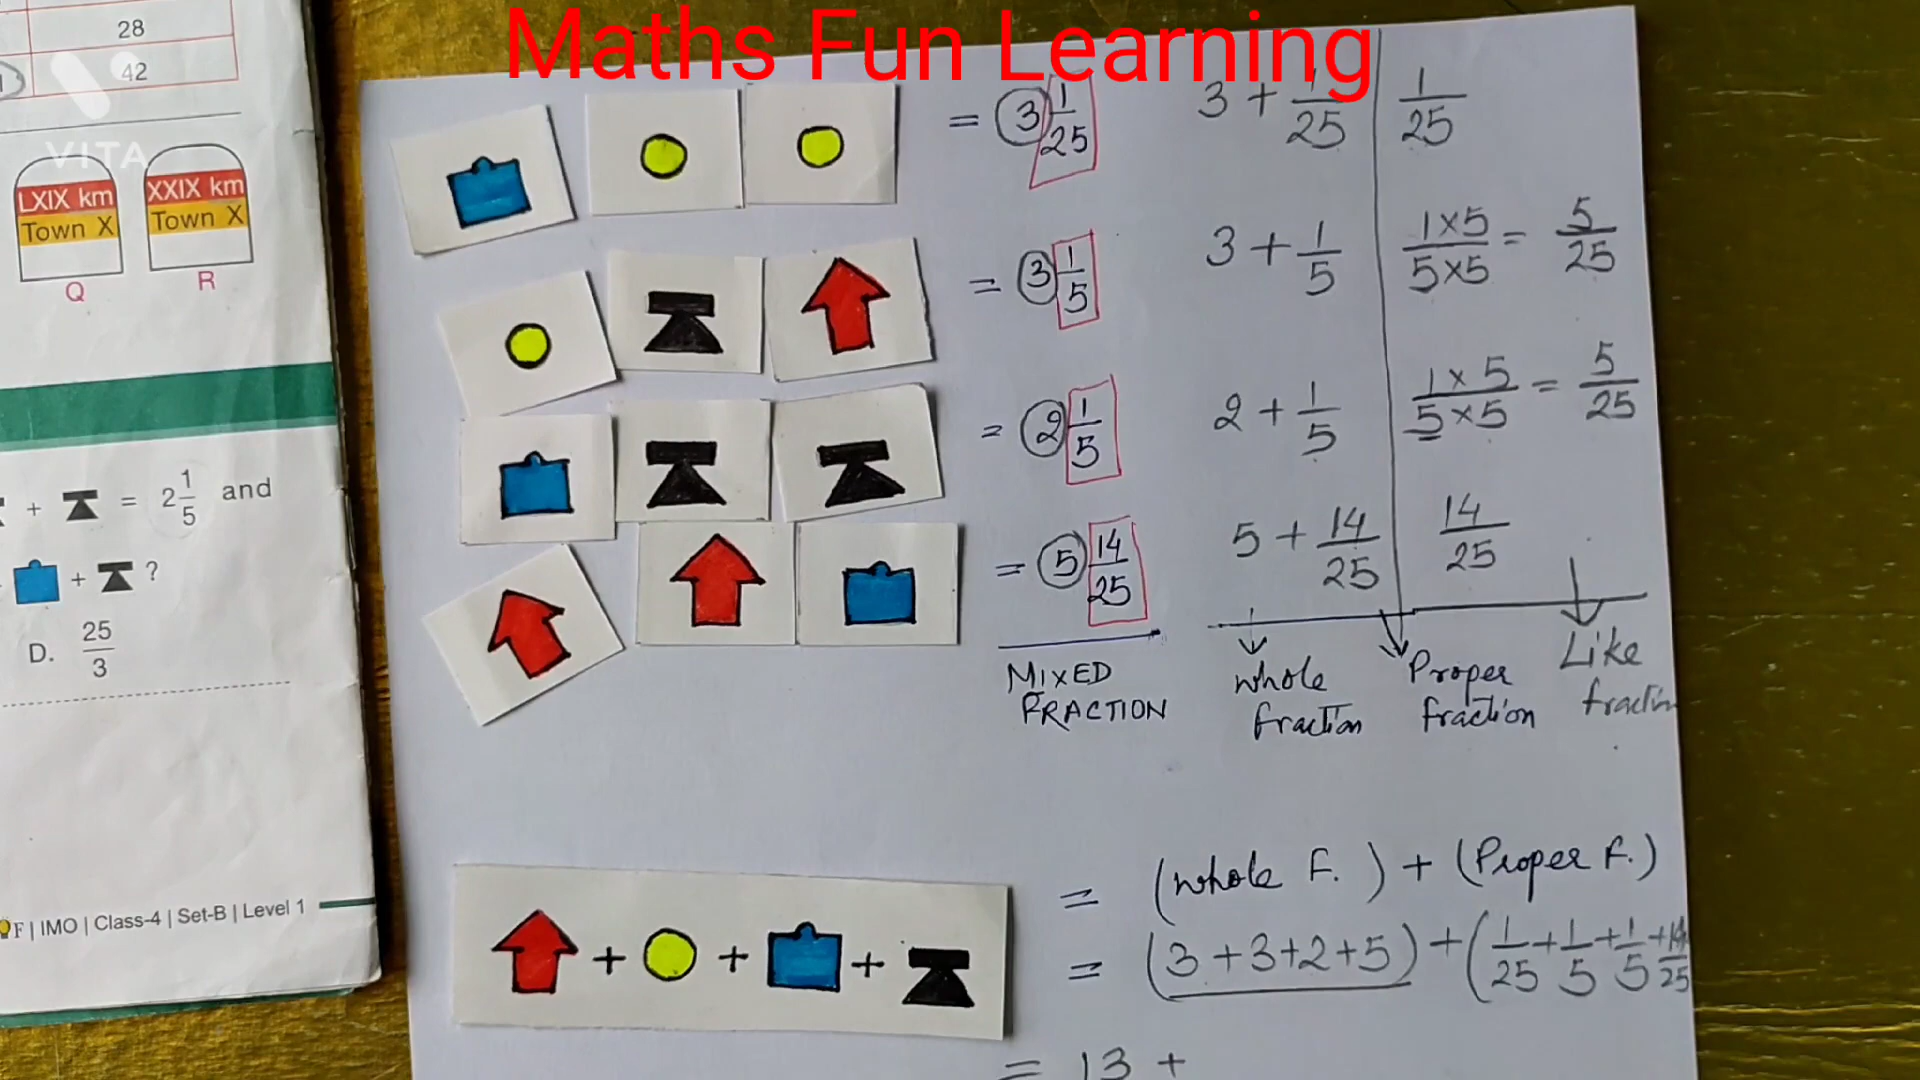 Maths Fun Learning
28
42
VITA
LXIX km
Town X
Q
XXIX km
Town X
R
+ = 2 1/5 and
+ ?
D. 25/3
F | IMO | Class-4 | Set-B | Level 1
= 3 1/25
3 + 1/25
1/25
= 3 1/5
3 + 1/5
1×5/5×5 = 5/25
= 2 1/5
2 + 1/5
1×5/5×5 = 5/25
= 5 14/25
5 + 14/25
14/25
MIXED
FRACTION
whole
fraction
Proper
fraction
Like
+ + +
= (whole F.) + (Proper F.)
= (3+3+2+5) + (1/25 + 1/5 + 1/5 + 14/25
= 13 +